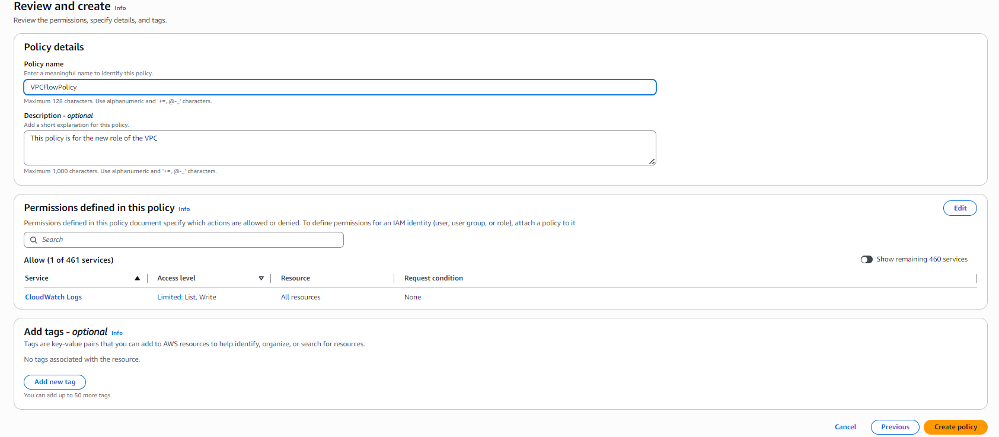 Review and create Info
Review the permissions, specify details, and tags.
Policy details
Policy name
Enter a meaningful name to identify this policy.
VPCFlowPolicy
Maximum 128 characters. Use alphanumeric and '+=,.@-_' characters.
Description - optional
Add a short explanation for this policy.
This policy is for the new role of the VPC
Maximum 1,000 characters. Use alphanumeric and '+=,.@-_' characters.
Permissions defined in this policy Info
Edit
Permissions defined in this policy document specify which actions are allowed or denied. To define permissions for an IAM identity (user, user group, or role), attach a policy to it
Search
Allow (1 of 461 services)
Show remaining 460 services
Service Access level Resource Request condition
CloudWatch Logs Limited: List, Write All resources None
Add tags - optional Info
Tags are key-value pairs that you can add to AWS resources to help identify, organize, or search for resources.
No tags associated with the resource.
Add new tag
You can add up to 50 more tags.
Cancel Previous Create policy